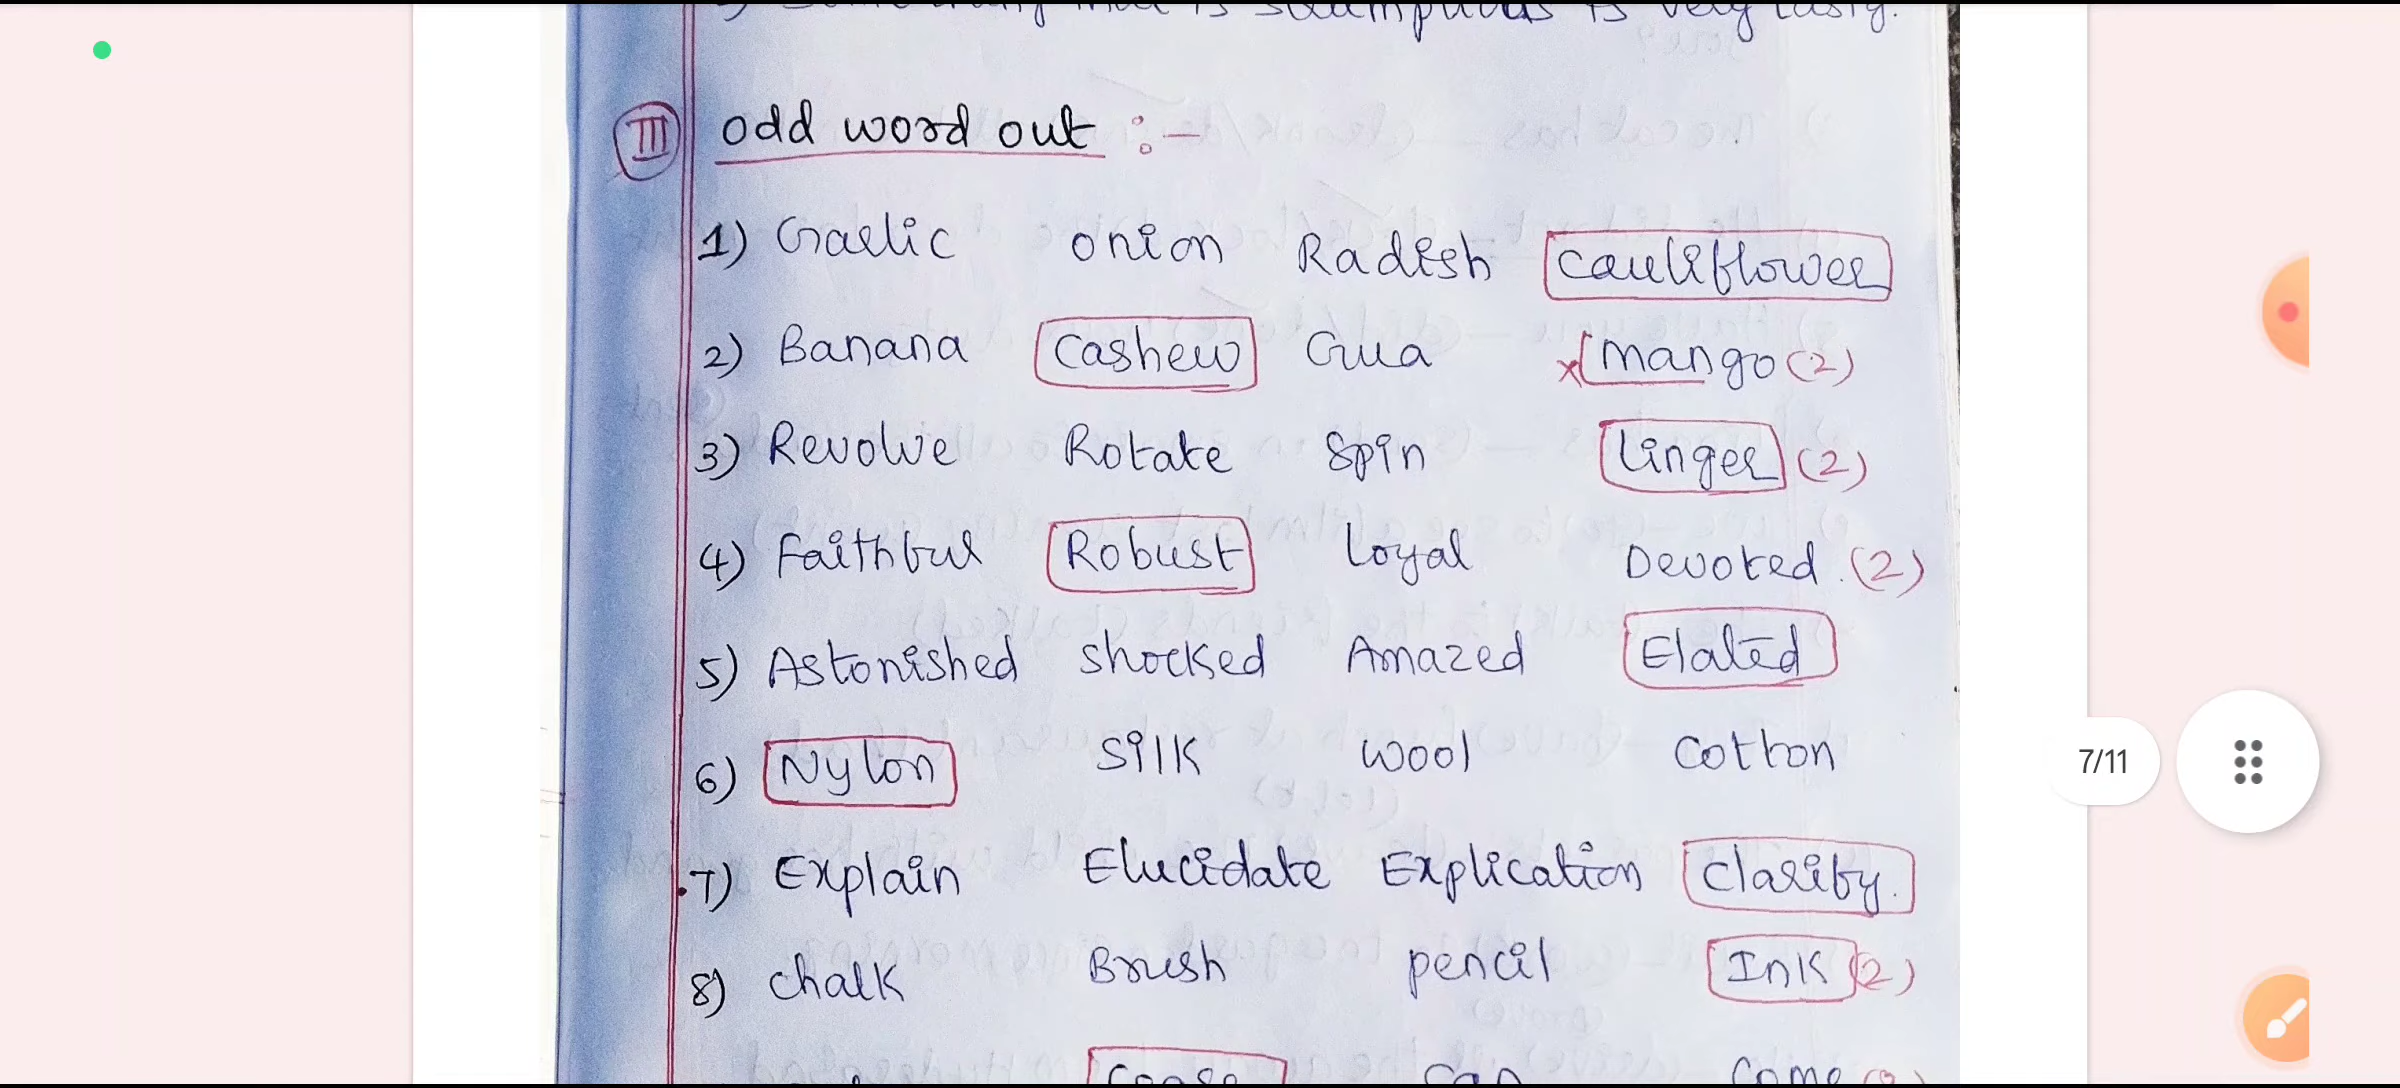 III odd word out :-
1) Garlic onion Radish cauliflower
2) Banana Cashew Gua mango (2)
3) Revolve Rotate Spin Linger (2)
4) Faithful Robust Loyal Devoted. (2)
5) Astonished shocked Amazed Elated
6) Nylon Silk wool Cotton
7) Explain Elucidate Explication Clarify.
8) chalk Brush pencil Ink (2)
7/11